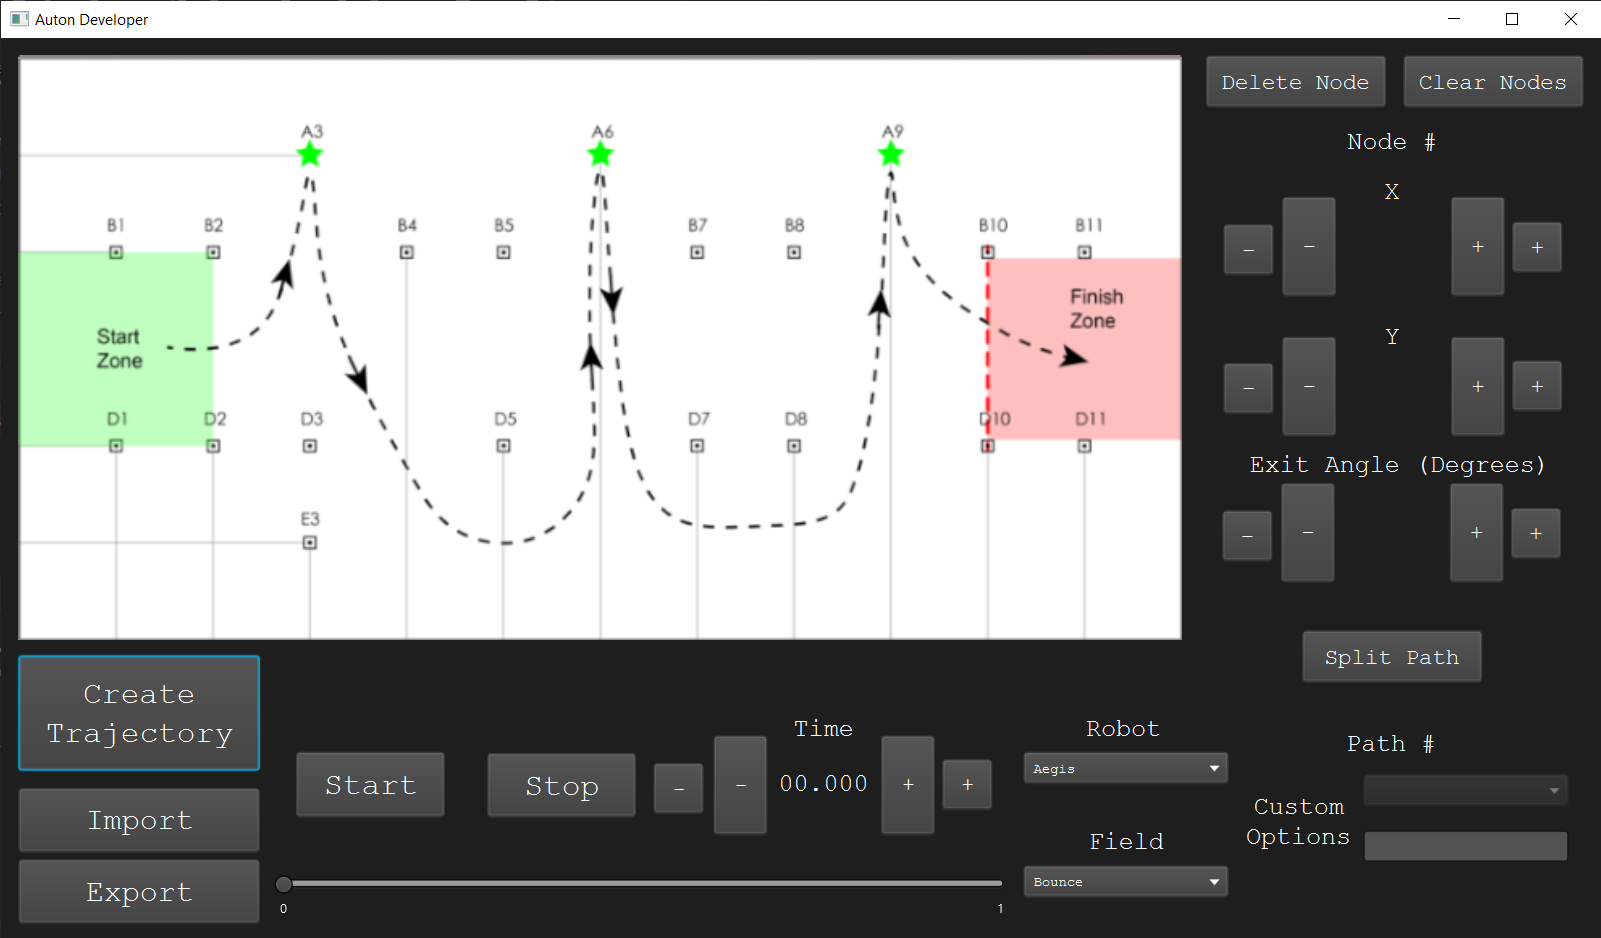 Auton Developer
Delete Node
Clear Nodes
A3
A6
A9
Node #
X
B1
B2
B4
B5
B7
B8
B10
B11
-
-
+
+
Finish
Zone
Start
Zone
Y
-
-
+
+
D1
D2
D3
D5
D7
D8
D10
D11
Exit Angle (Degrees)
E3
-
-
+
+
Split Path
Create
Trajectory
Time
Robot
Path #
Start
Stop
-
-
00.000
+
+
Aegis
Import
Custom
Options
Field
Export
Bounce
0
1